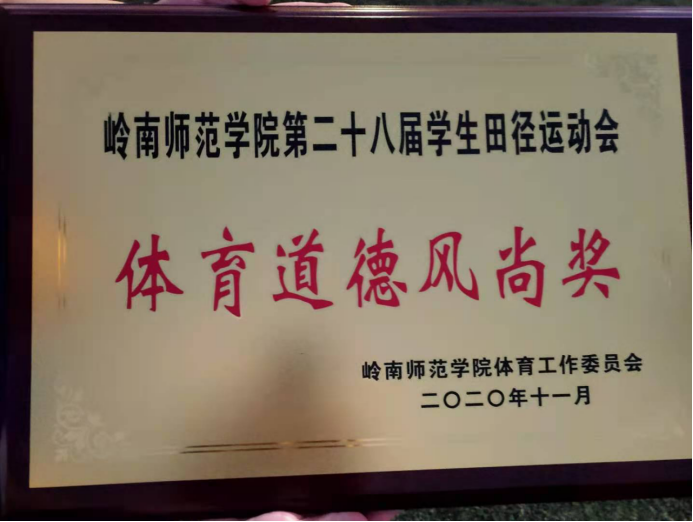 岭南师范学院第二十八届学生田径运动会
体育道德风尚奖
岭南师范学院体育工作委员会
二〇二〇年十一月